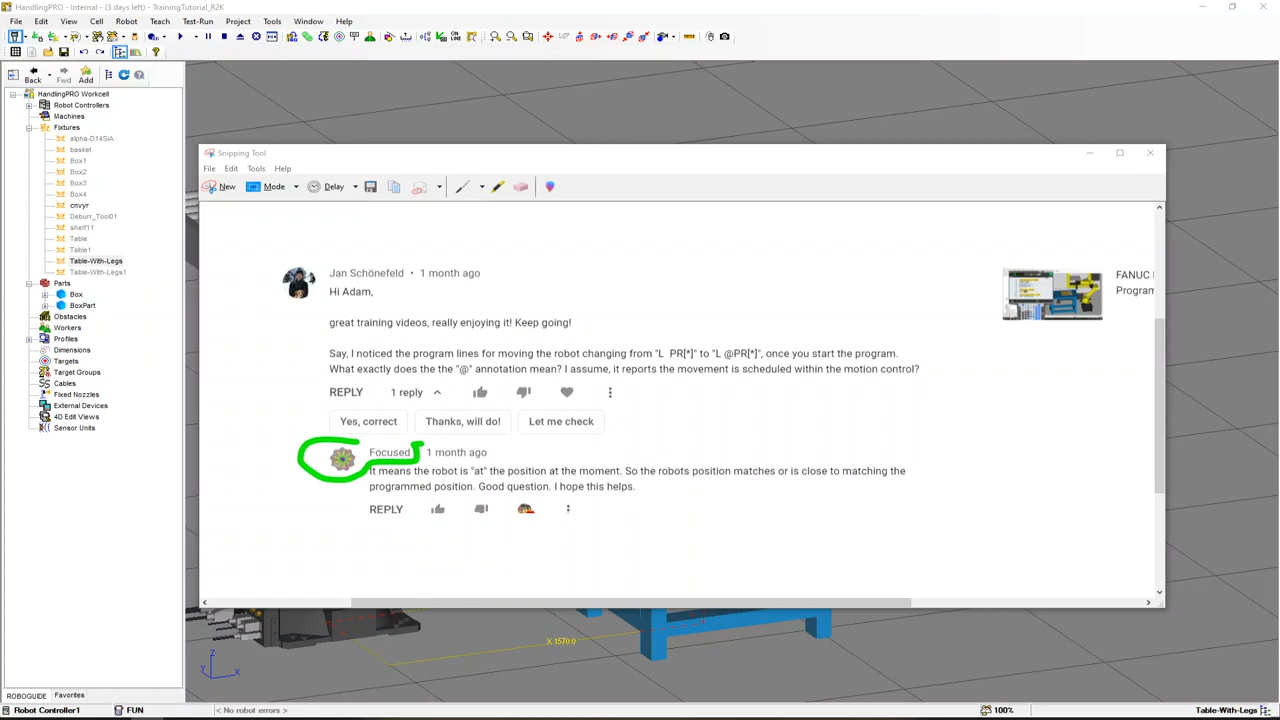 HandlingPRO - Internal - (3 days left) - TrainingTutorial_R2K
File Edit View Cell Robot Teach Test-Run Project Tools Window Help
ON
LINE
Back Fwd Add
HandlingPRO Workcell
Robot Controllers
Machines
Fixtures
alpha-D14SiA
basket
Box1
Box2
Box3
Box4
cnvyr
Deburr_Tool01
shelf11
Table
Table1
Table-With-Legs
Table-With-Legs1
Parts
Box
BoxPart
Obstacles
Workers
Profiles
Dimensions
Targets
Target Groups
Cables
Fixed Nozzles
External Devices
4D Edit Views
Sensor Units
Snipping Tool
File Edit Tools Help
New Mode Delay
Jan Schönefeld • 1 month ago
Hi Adam,
great training videos, really enjoying it! Keep going!
Say, I noticed the program lines for moving the robot changing from "L PR[*]" to "L @PR[*]", once you start the program.
What exactly does the the "@" annotation mean? I assume, it reports the movement is scheduled within the motion control?
REPLY 1 reply
Yes, correct Thanks, will do! Let me check
Focused 1 month ago
It means the robot is "at" the position at the moment. So the robots position matches or is close to matching the
programmed position. Good question. I hope this helps.
REPLY
FANUC
Program
X 1570.0
Z
Y X
ROBOGUIDE Favorites
Robot Controller1 FUN < No robot errors > 100% Table-With-Legs